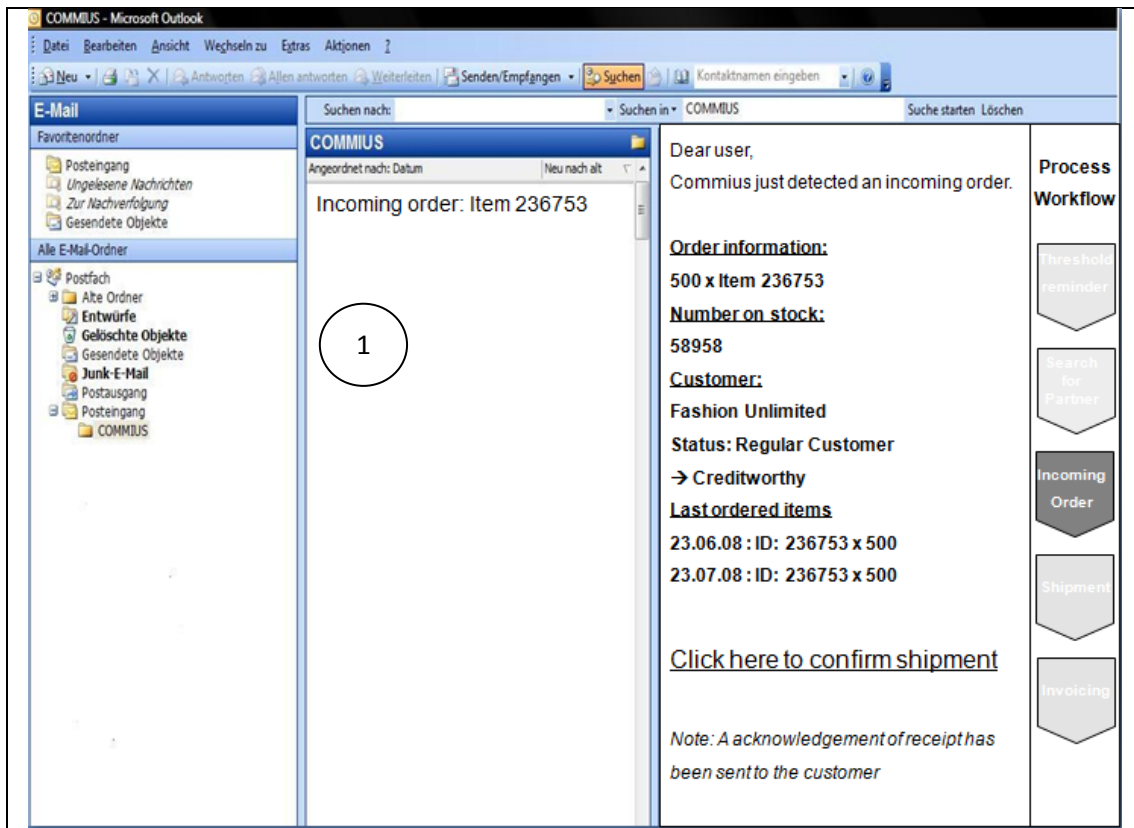 COMMIUS - Microsoft Outlook
Datei Bearbeiten Ansicht Wechseln zu Extras Aktionen ?
Neu Antworten Allen antworten Weiterleiten Senden/Empfangen Suchen Kontaktnamen eingeben
E-Mail
Suchen nach: Suchen in COMMIUS Suche starten Löschen
Favoritenordner
Posteingang
Ungelesene Nachrichten
Zur Nachverfolgung
Gesendete Objekte
Alle E-Mail-Ordner
Postfach
Alte Ordner
Entwürfe
Gelöschte Objekte
Gesendete Objekte
Junk-E-Mail
Postausgang
Posteingang
COMMIUS
COMMIUS
Angeordnet nach: Datum Neu nach alt
Incoming order: Item 236753
1
Dear user,
Commius just detected an incoming order.
Order information:
500 x Item 236753
Number on stock:
58958
Customer:
Fashion Unlimited
Status: Regular Customer
→ Creditworthy
Last ordered items
23.06.08 : ID: 236753 x 500
23.07.08 : ID: 236753 x 500
Click here to confirm shipment
Note: A acknowledgement of receipt has
been sent to the customer
Process
Workflow
Threshold
reminder
Search
for
Partner
Incoming
Order
Shipment
Invoicing